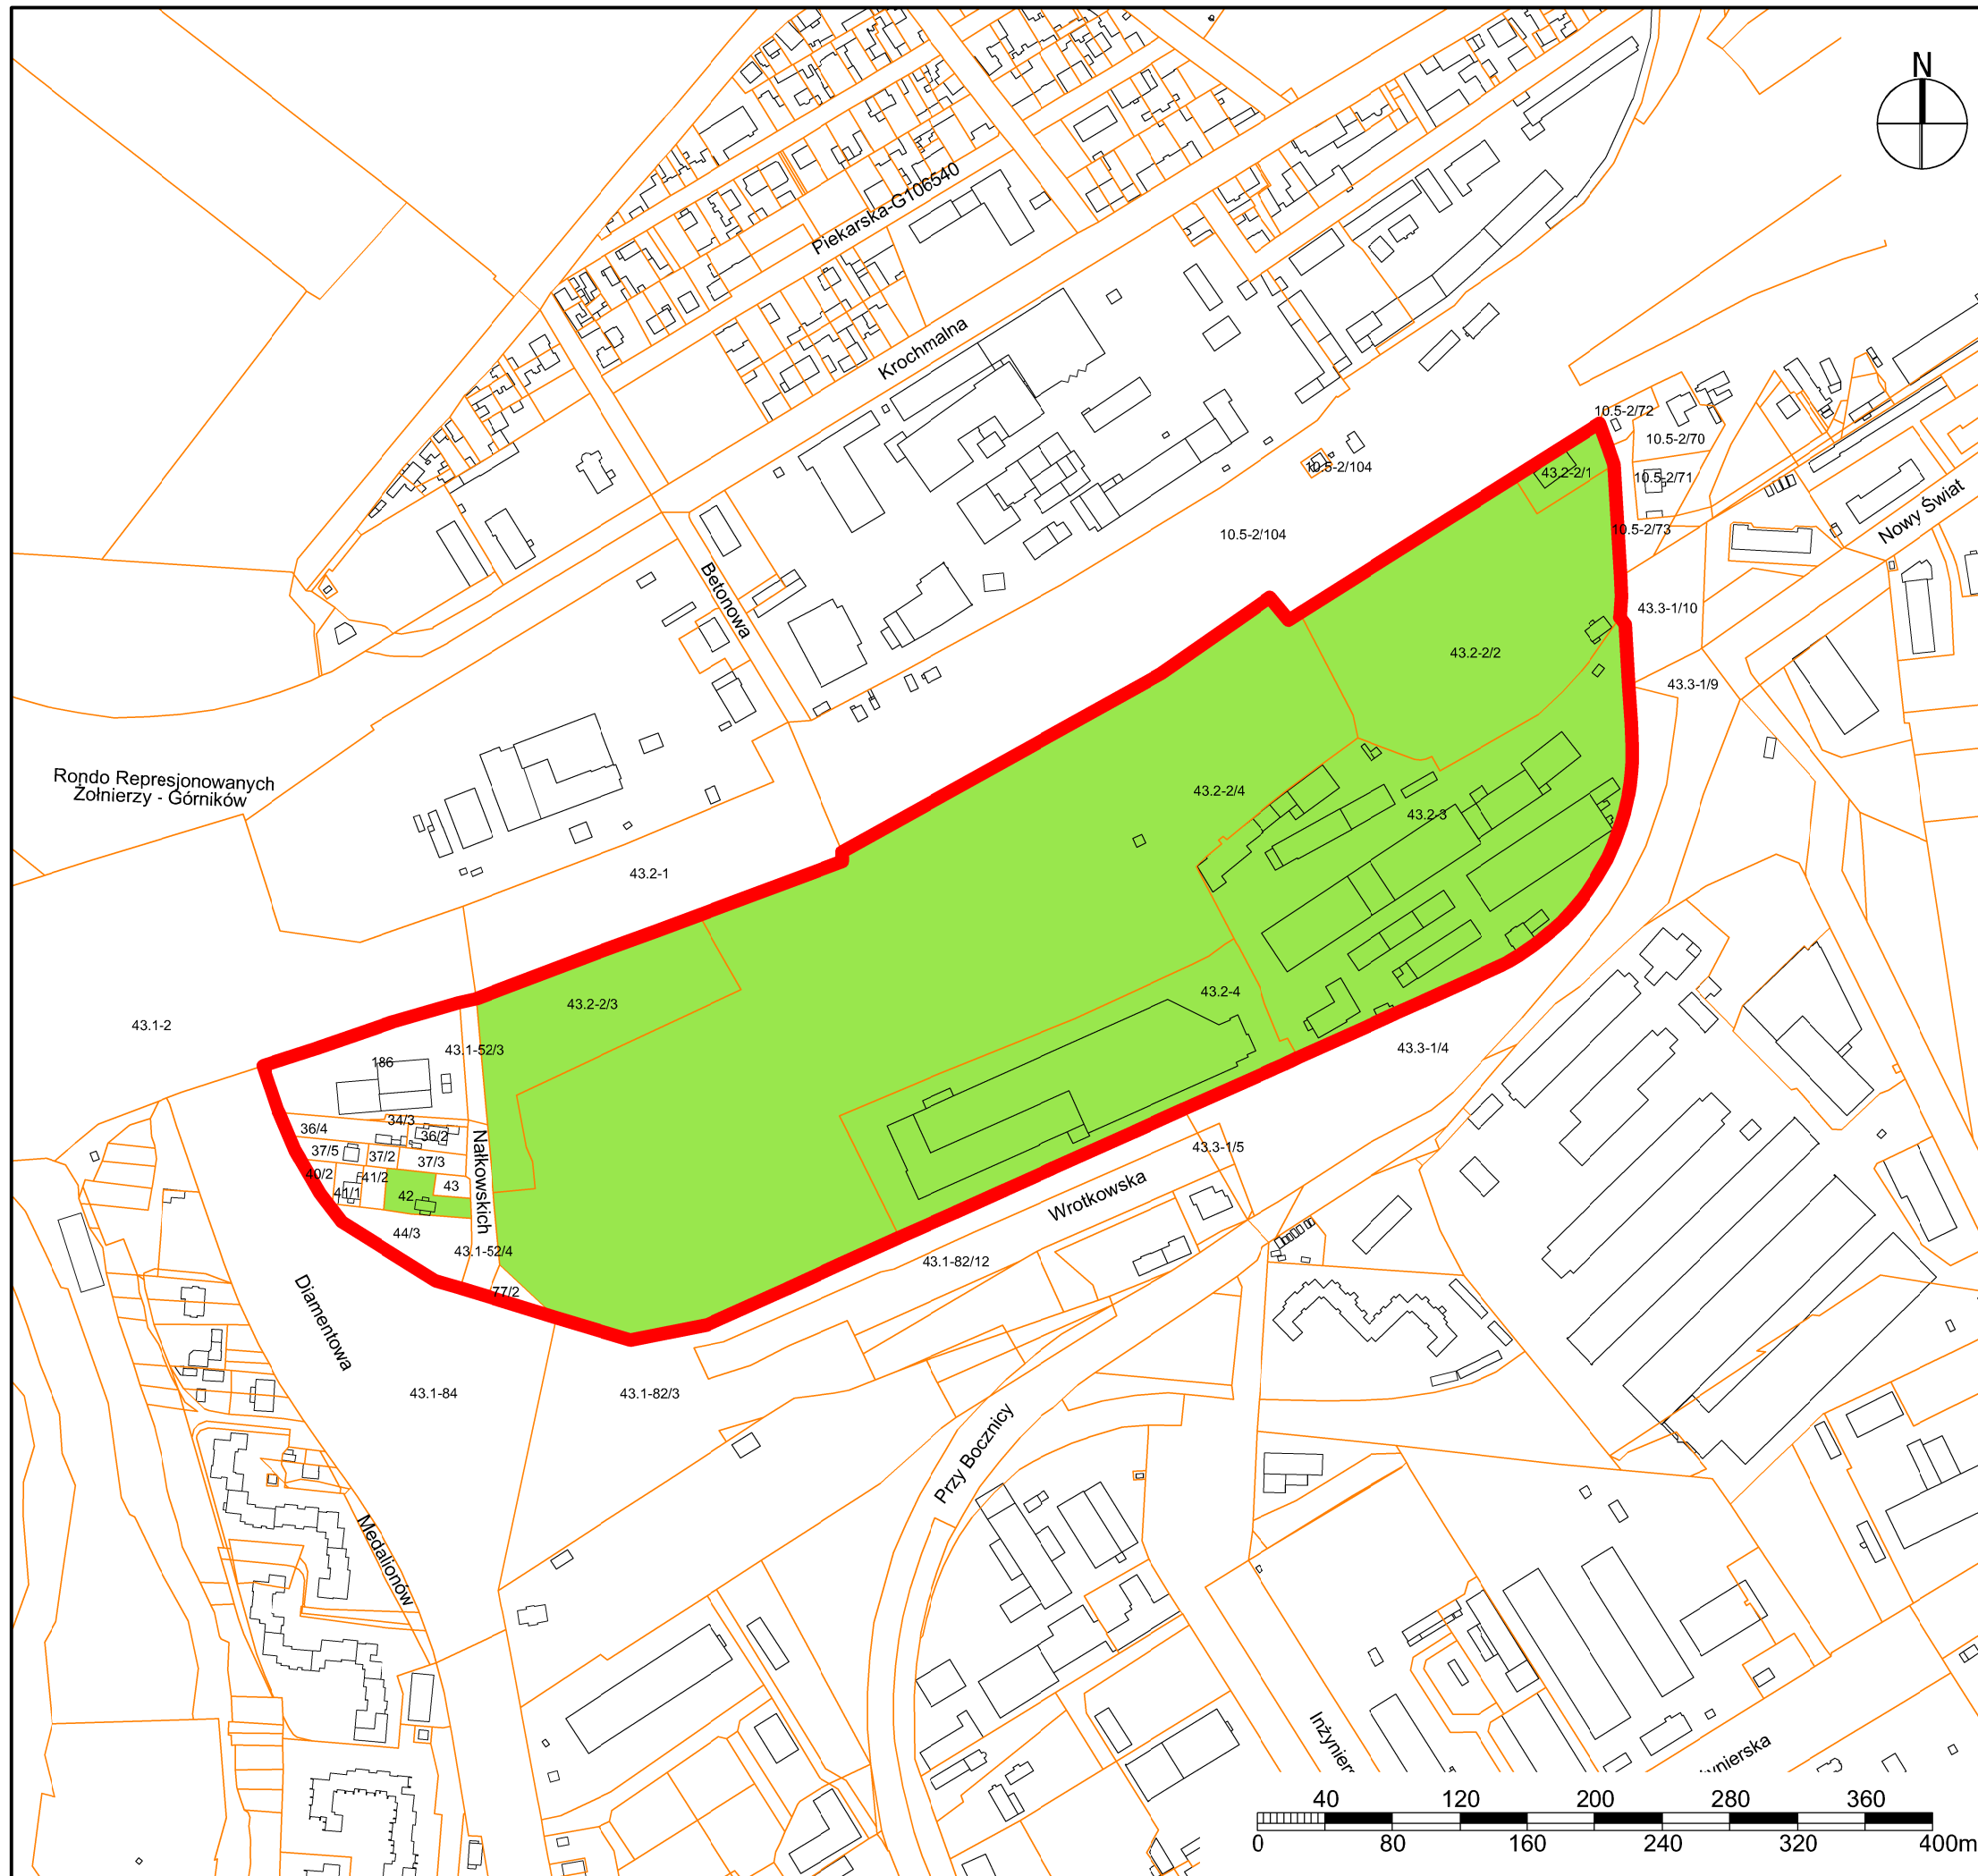 N
Piekarska-G106540
Krochmalna
10.5-2/72
10.5-2/70
10.5-2/104
43.2-2/1
10.5-2/71
Nowy Świat
10.5-2/104
10.5-2/73
Betonowa
43.3-1/10
43.2-2/2
43.3-1/9
Rondo Represjonowanych
Żołnierzy - Górników
43.2-2/4
43.2-3
43.2-1
43.2-4
43.2-2/3
43.1-2
43.3-1/4
43.1-52/3
186
34/3
36/4
36/2
37/5
37/2
37/3
43.3-1/5
40/2
41/2
41/1
42
43
Nałkowskich
Wrotkowska
44/3
43.1-52/4
43.1-82/12
77/2
Diamentowa
43.1-84
43.1-82/3
Przy Bocznicy
Medalionów
40 120 200 280 360
0 80 160 240 320 400m